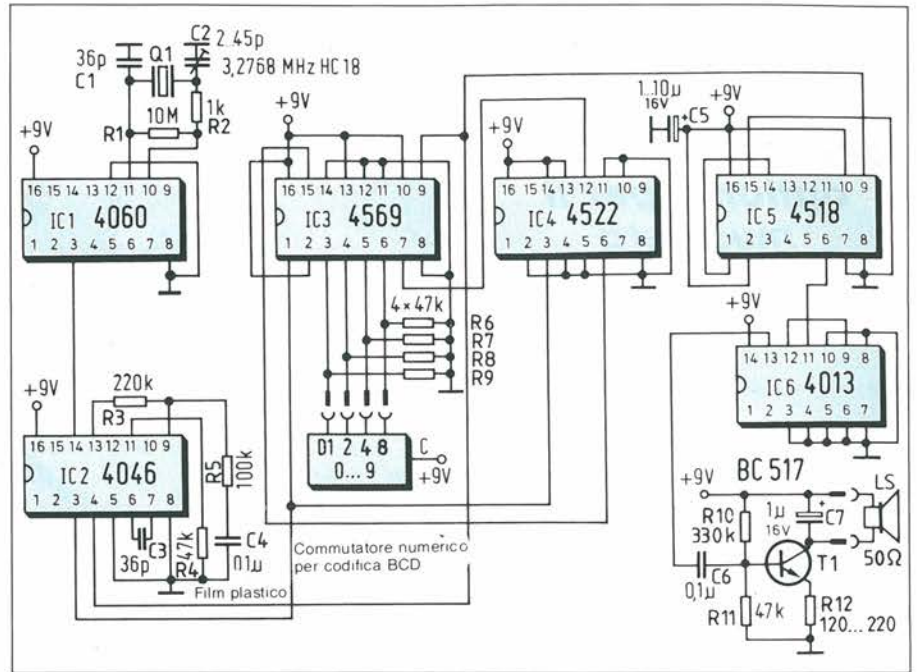 36p
C1
Q1
C2
2...45p
3,2768 MHz HC18
10M
R1
1k
R2
+9V
16 15 14 13 12 11 10 9
IC1 4060
1 2 3 4 5 6 7 8
+9V
16 15 14 13 12 11 10 9
IC3 4569
1 2 3 4 5 6 7 8
4×47k
R6
R7
R8
R9
D1 2 4 8
0...9
C
+9V
+9V
16 15 14 13 12 11 10 9
IC4 4522
1 2 3 4 5 6 7 8
1...10µ
16V
C5
+9V
16 15 14 13 12 11 10 9
IC5 4518
1 2 3 4 5 6 7 8
+9V
14 13 12 11 10 9 8
IC6 4013
1 2 3 4 5 6 7
+9V
220k
R3
16 15 14 13 12 11 10 9
IC2 4046
1 2 3 4 5 6 7 8
36p
C3
47k
R4
R5
100k
C4
0,1µ
Film plastico
Commutatore numerico
per codifica BCD
BC 517
+9V
R10
330k
1µ
16V
C7
LS
50Ω
T1
C6
0,1µ
R11
47k
R12
120...220